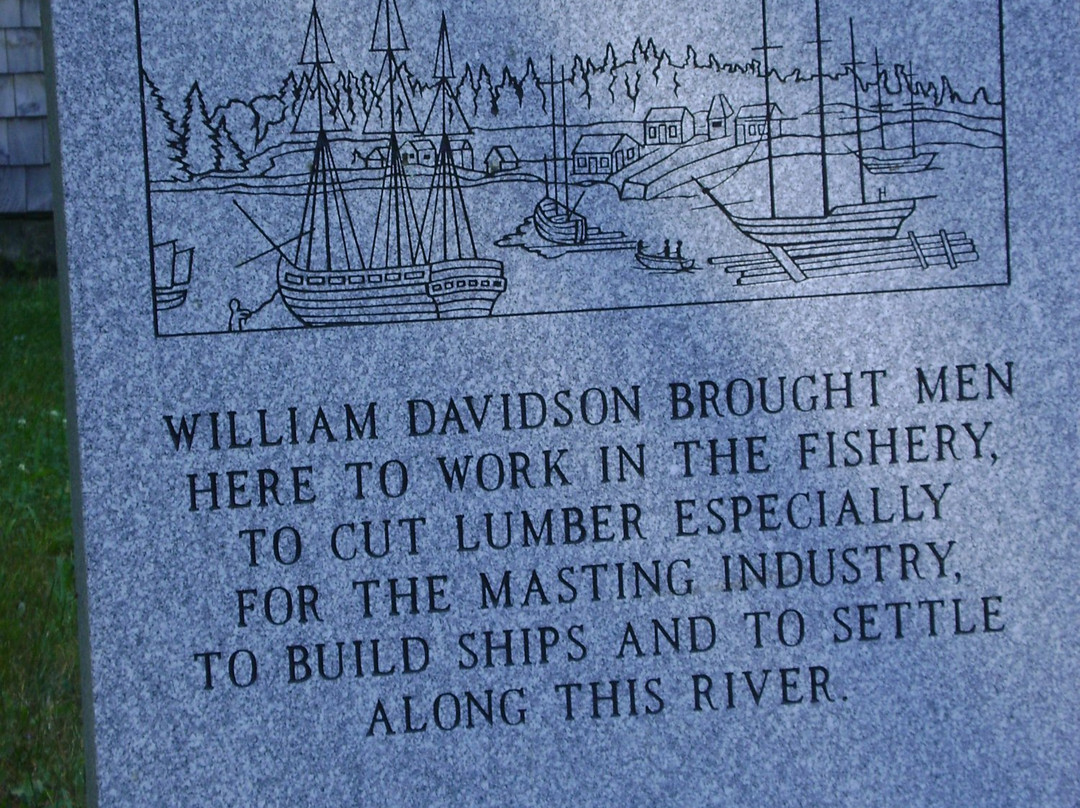 WILLIAM DAVIDSON BROUGHT MEN
HERE TO WORK IN THE FISHERY,
TO CUT LUMBER ESPECIALLY
FOR THE MASTING INDUSTRY,
TO BUILD SHIPS AND TO SETTLE
ALONG THIS RIVER.